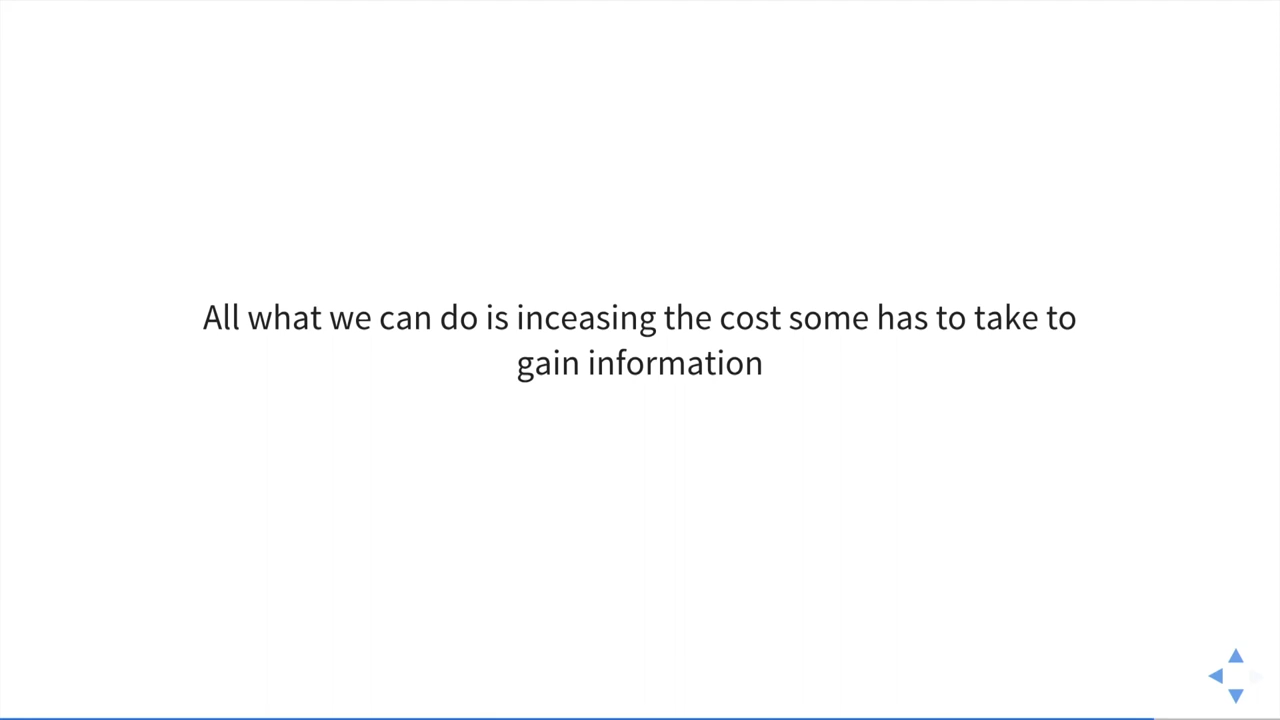 All what we can do is inceasing the cost some has to take to
gain information